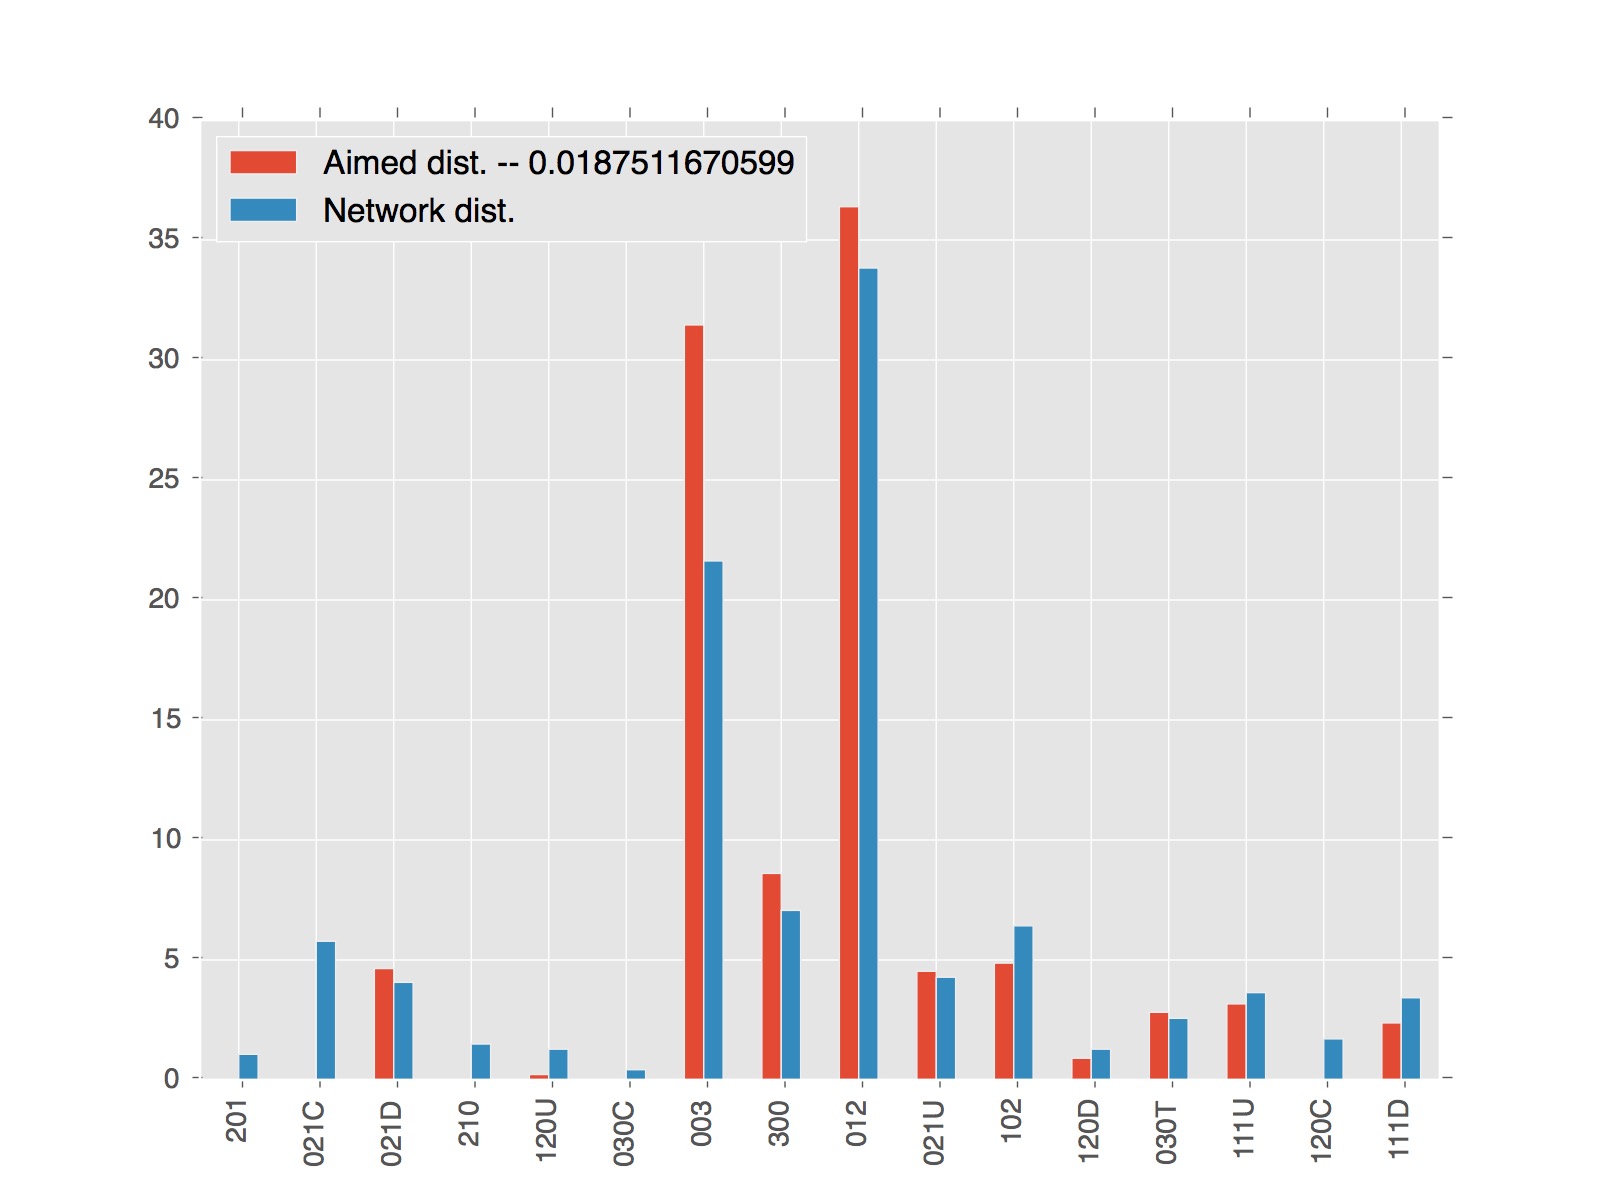 40
35
30
25
20
15
10
5
0
Aimed dist. -- 0.0187511670599
Network dist.
201
021C
021D
210
120U
030C
003
300
012
021U
102
120D
030T
111U
120C
111D